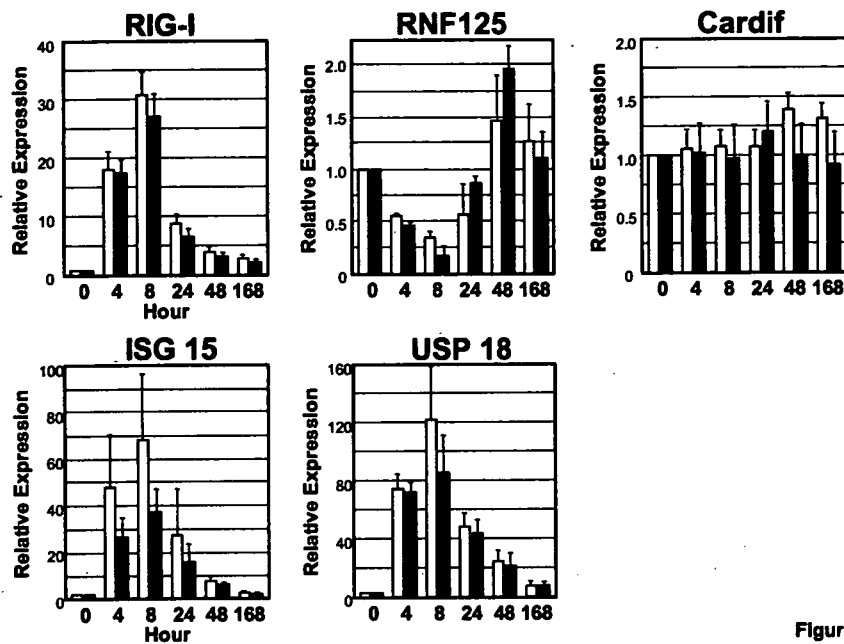 RIG-I
RNF125
Cardif
Relative Expression
40
30
20
10
0
0 4 8 24 48 168
Hour
Relative Expression
2.0
1.5
1.0
0.5
0
0 4 8 24 48 168
Relative Expression
2.0
1.5
1.0
0.5
0
0 4 8 24 48 168
ISG 15
USP 18
Relative Expression
100
80
60
40
20
0
0 4 8 24 48 168
Hour
Relative Expression
160
120
80
40
0
0 4 8 24 48 168
Figur